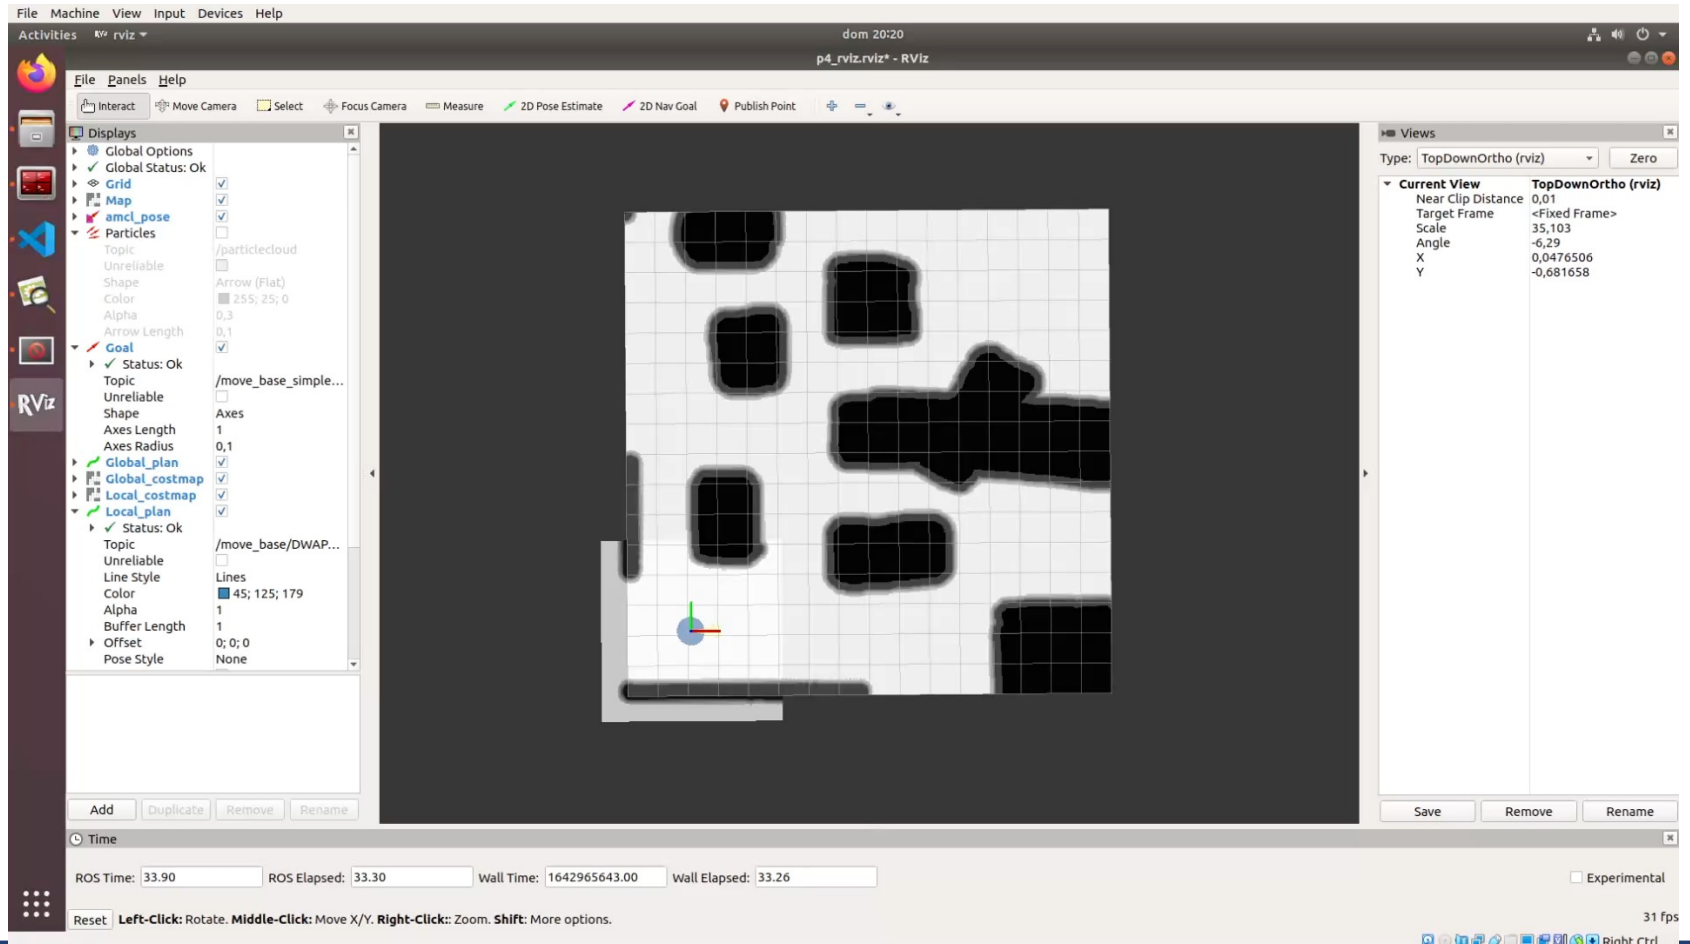 File Machine View Input Devices Help
Activities RViz rviz dom 20:20
p4_rviz.rviz* - RViz
File Panels Help
Interact Move Camera Select Focus Camera Measure 2D Pose Estimate 2D Nav Goal Publish Point
Displays
Global Options
Global Status: Ok
Grid
Map
amcl_pose
Particles
Topic /particlecloud
Unreliable
Shape Arrow (Flat)
Color 255; 25; 0
Alpha 0,3
Arrow Length 0,1
Goal
Status: Ok
Topic /move_base_simple...
Unreliable
Shape Axes
Axes Length 1
Axes Radius 0,1
Global_plan
Global_costmap
Local_costmap
Local_plan
Status: Ok
Topic /move_base/DWAP...
Unreliable
Line Style Lines
Color 45; 125; 179
Alpha 1
Buffer Length 1
Offset 0; 0; 0
Pose Style None
Add Duplicate Remove Rename
RViz
Views
Type: TopDownOrtho (rviz) Zero
Current View TopDownOrtho (rviz)
Near Clip Distance 0,01
Target Frame <Fixed Frame>
Scale 35,103
Angle -6,29
X 0,0476506
Y -0,681658
Save Remove Rename
Time
ROS Time: 33.90 ROS Elapsed: 33.30 Wall Time: 1642965643.00 Wall Elapsed: 33.26 Experimental
Reset Left-Click: Rotate. Middle-Click: Move X/Y. Right-Click:: Zoom. Shift: More options. 31 fps
Right Ctrl